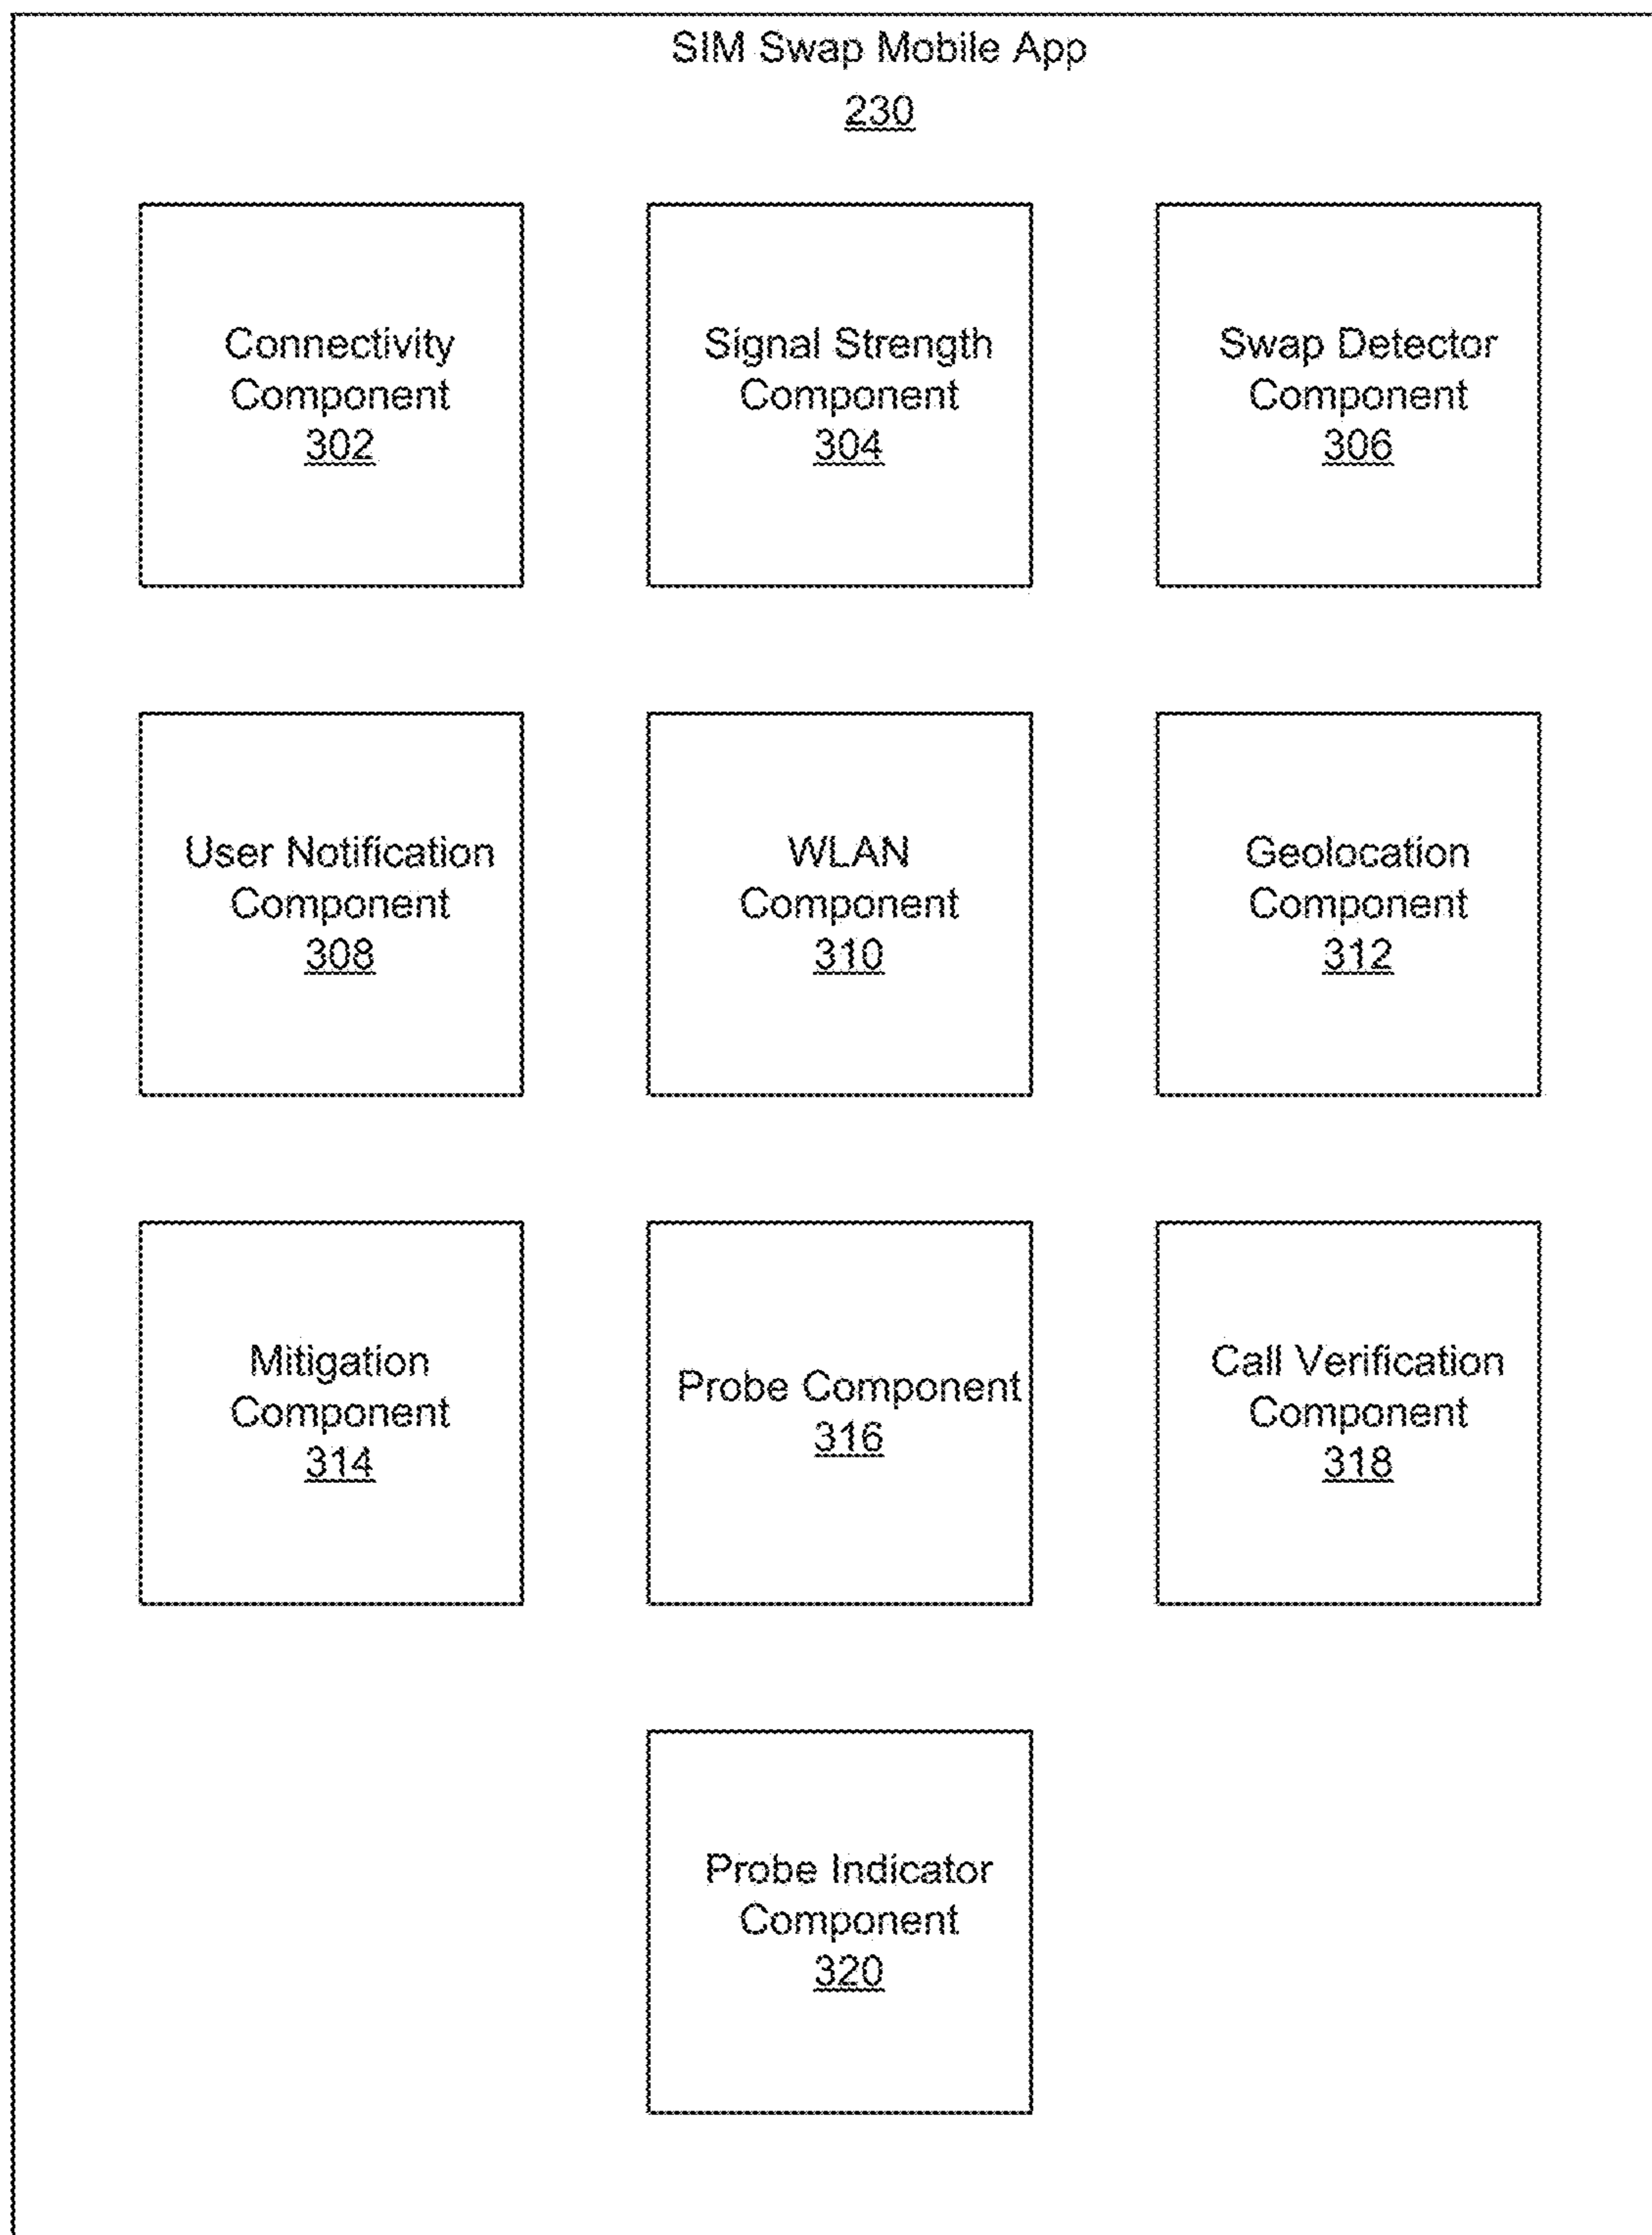 SIM Swap Mobile App
230
Connectivity
Component
302
Signal Strength
Component
304
Swap Detector
Component
306
User Notification
Component
308
WLAN
Component
310
Geolocation
Component
312
Mitigation
Component
314
Probe Component
316
Call Verification
Component
318
Probe Indicator
Component
320